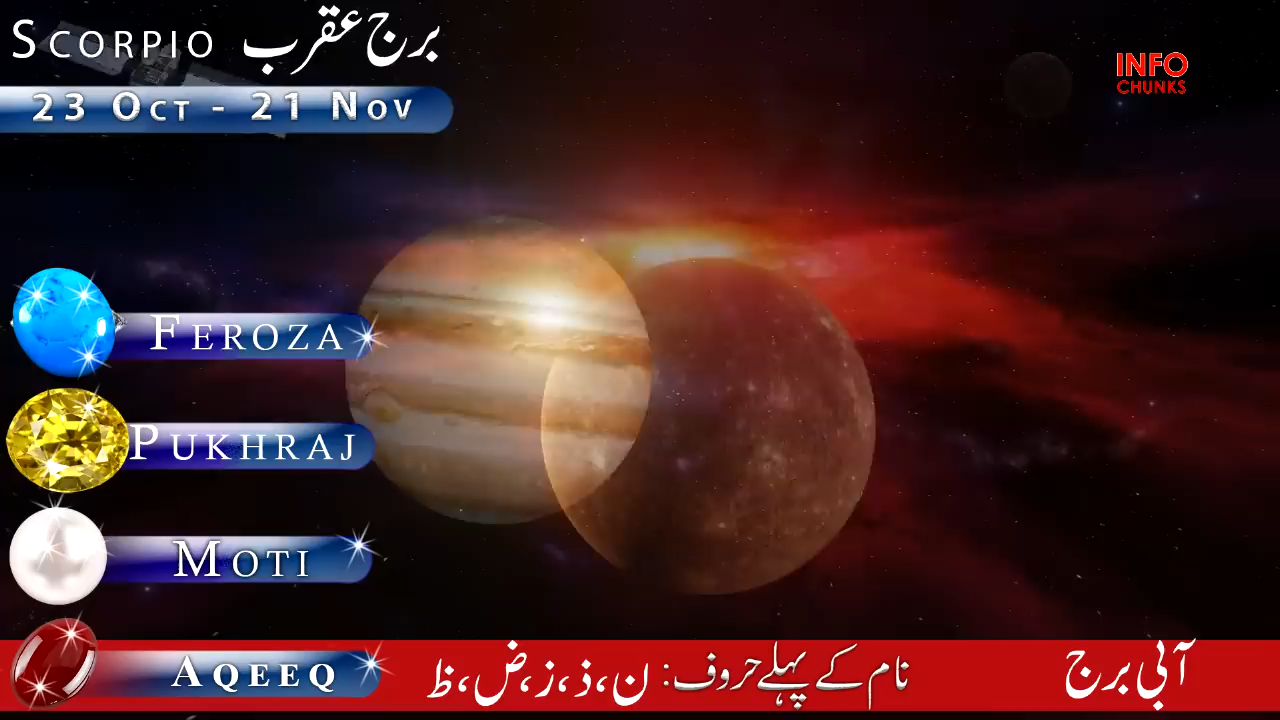 Scorpio برج عقرب
23 Oct - 21 Nov
INFO
CHUNKS
Feroza
Pukhraj
Moti
Aqeeq
نام کے پہلے حروف: ن، ذ، ز، ض، ظ
آبی برج